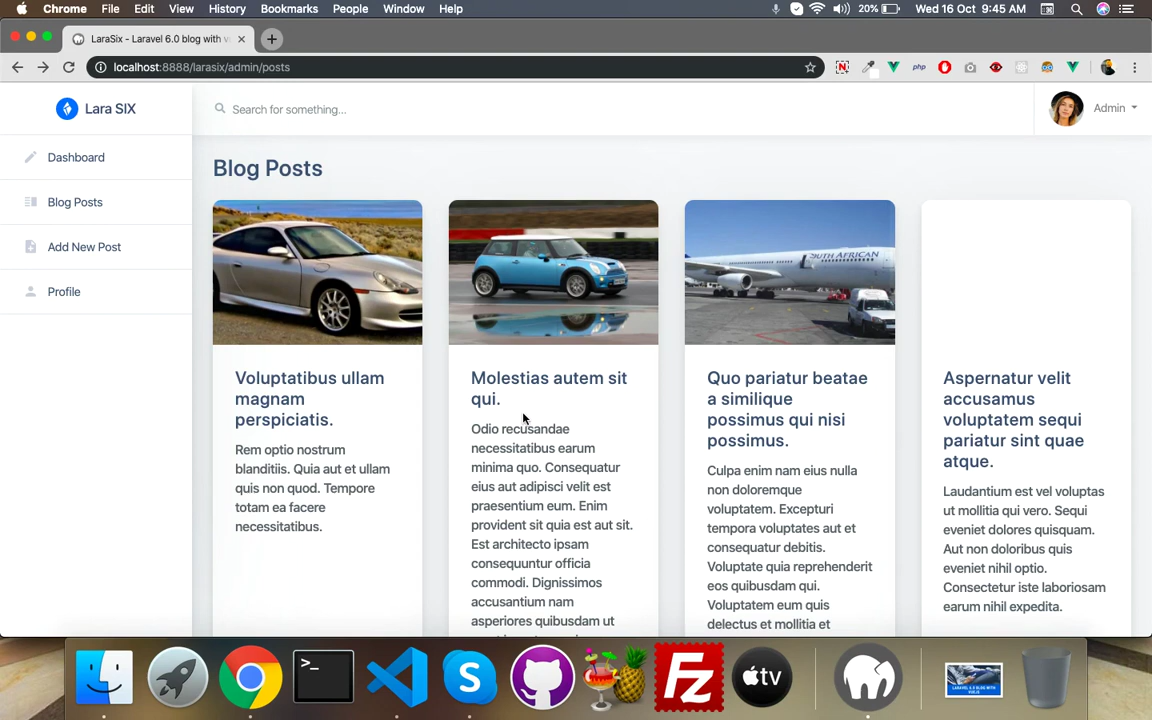 Chrome File Edit View History Bookmarks People Window Help 20% Wed 16 Oct 9:45 AM
LaraSix - Laravel 6.0 blog with v
localhost:8888/larasix/admin/posts
php
Lara SIX
Search for something...
Admin
Dashboard
Blog Posts
Add New Post
Profile
Blog Posts
SOUTH AFRICAN
Voluptatibus ullam
magnam
perspiciatis.
Rem optio nostrum
blanditiis. Quia aut et ullam
quis non quod. Tempore
totam ea facere
necessitatibus.
Molestias autem sit
qui.
Odio recusandae
necessitatibus earum
minima quo. Consequatur
eius aut adipisci velit est
praesentium eum. Enim
provident sit quia est aut sit.
Est architecto ipsam
consequuntur officia
commodi. Dignissimos
accusantium nam
asperiores quibusdam ut
Quo pariatur beatae
a similique
possimus qui nisi
possimus.
Culpa enim nam eius nulla
non doloremque
voluptatem. Excepturi
tempora voluptates aut et
consequatur debitis.
Voluptate quia reprehenderit
eos quibusdam qui.
Voluptatem eum quis
delectus et molestiae et
Aspernatur velit
accusamus
voluptatem sequi
pariatur sint quae
atque.
Laudantium est vel voluptas
ut mollitia qui vero. Sequi
eveniet dolores quisquam.
Aut non doloribus quis
eveniet nihil optio.
Consectetur iste laboriosam
earum nihil expedita.
>_
S
Fz
tv
LARAVEL 6.0 BLOG WITH
VUEJS